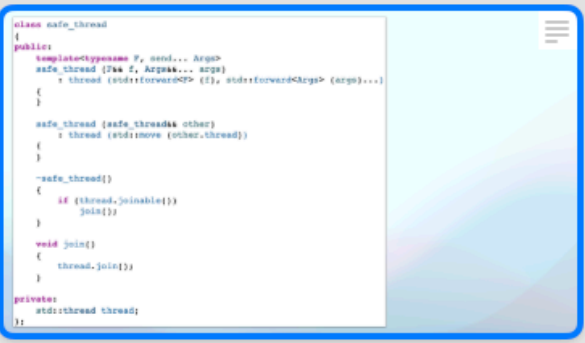 class safe_thread
{
public:
    template<typename F, send... Args>
    safe_thread (F&& f, Args&&... args)
        : thread (std::forward<F> (f), std::forward<Args> (args)...)
    {
    }

    safe_thread (safe_thread&& other)
        : thread (std::move (other.thread))
    {
    }

    ~safe_thread()
    {
        if (thread.joinable())
            join();
    }

    void join()
    {
        thread.join();
    }

private:
    std::thread thread;
};